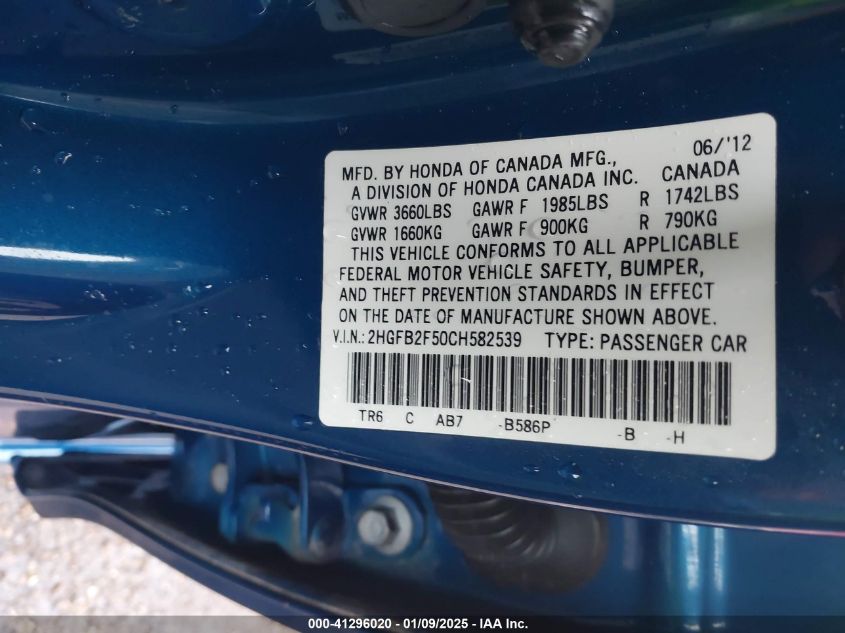 06/'12
MFD. BY HONDA OF CANADA MFG.,
A DIVISION OF HONDA CANADA INC. CANADA
GVWR 3660LBS GAWR F 1985LBS R 1742LBS
GVWR 1660KG GAWR F 900KG R 790KG
THIS VEHICLE CONFORMS TO ALL APPLICABLE
FEDERAL MOTOR VEHICLE SAFETY, BUMPER,
AND THEFT PREVENTION STANDARDS IN EFFECT
ON THE DATE OF MANUFACTURE SHOWN ABOVE.
V.I.N.: 2HGFB2F50CH582539 TYPE: PASSENGER CAR
TR6 C AB7 -B586P -B -H
000-41296020 - 01/09/2025 - IAA Inc.